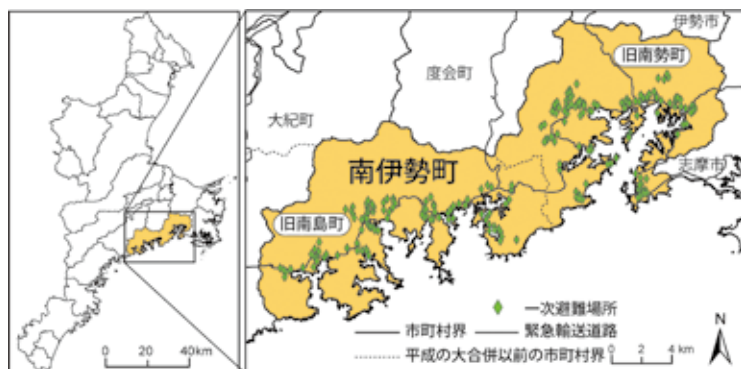 伊勢市
旧南勢町
度会町
大紀町
志摩市
南伊勢町
旧南島町
一次避難場所
市町村界 緊急輸送道路
平成の大合併以前の市町村界
N
0 20 40km
0 2 4 km